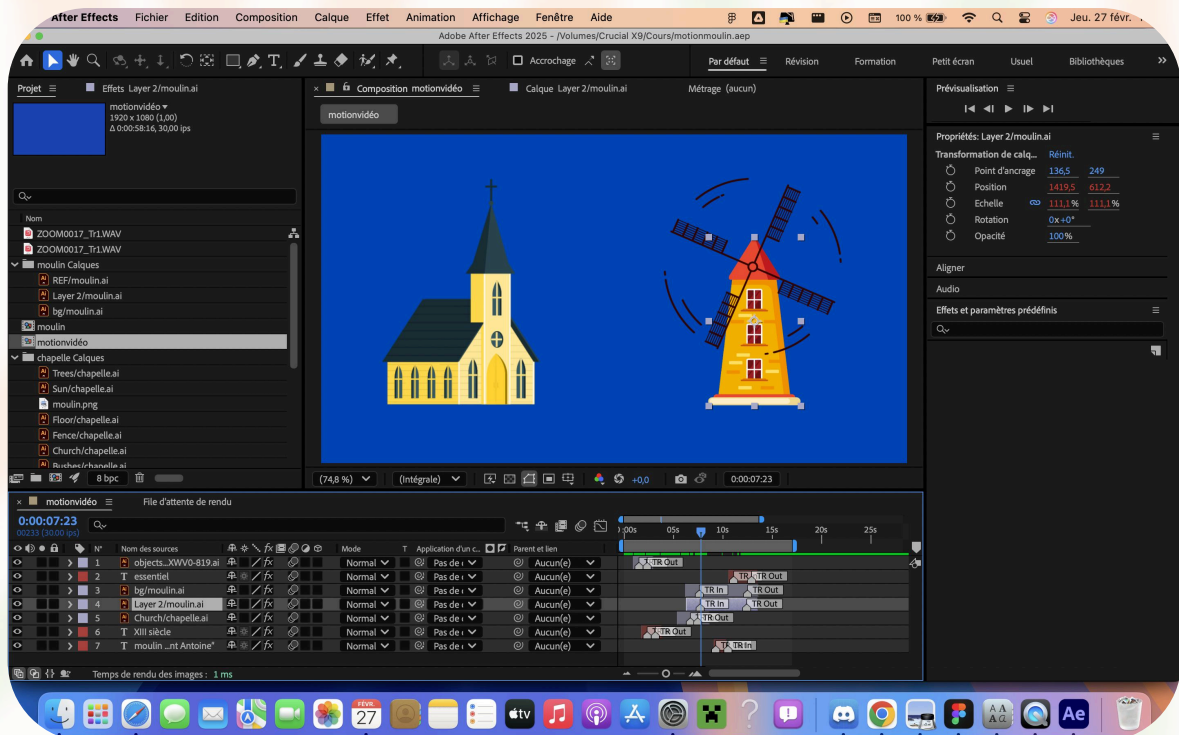 After Effects Fichier Edition Composition Calque Effet Animation Affichage Fenêtre Aide 100 % Jeu. 27 févr.
Adobe After Effects 2025 - /Volumes/Crucial X9/Cours/motionmoulin.aep
Accrochage Par défaut Révision Formation Petit écran Usuel Bibliothèques
Projet Effets Layer 2/moulin.ai
motionvidéo
1920 x 1080 (1,00)
Δ 0:00:58:16, 30,00 ips
Nom
ZOOM0017_Tr1.WAV
ZOOM0017_Tr1.WAV
moulin Calques
REF/moulin.ai
Layer 2/moulin.ai
bg/moulin.ai
moulin
motionvidéo
chapelle Calques
Trees/chapelle.ai
Sun/chapelle.ai
moulin.png
Floor/chapelle.ai
Fence/chapelle.ai
Church/chapelle.ai
Bushes/chapelle.ai
8 bpc
Composition motionvidéo Calque Layer 2/moulin.ai Métrage (aucun)
motionvidéo
(74,8 %) (Intégrale) +0,0 0:00:07:23
Prévisualisation
Propriétés: Layer 2/moulin.ai
Transformation de calq... Réinit.
Point d'ancrage 136,5 249
Position 1419,5 612,2
Echelle 111,1 % 111,1 %
Rotation 0x+0°
Opacité 100 %
Aligner
Audio
Effets et paramètres prédéfinis
motionvidéo File d'attente de rendu
0:00:07:23
00233 (30.00 ips)
05s 10s 15s 20s 25s
N° Nom des sources Mode T Application d'un c... Parent et lien
1 objects...XWV0-819.ai Normal Pas de Aucun(e) TR Out
2 T essentiel Normal Pas de Aucun(e) TR TR Out
3 bg/moulin.ai Normal Pas de Aucun(e) TR In TR Out
4 Layer 2/moulin.ai Normal Pas de Aucun(e) TR In TR Out
5 Church/chapelle.ai Normal Pas de Aucun(e) TR Out
6 T XIII siècle Normal Pas de Aucun(e) TR Out
7 T moulin ...nt Antoine" Normal Pas de Aucun(e) TR In
Temps de rendu des images : 1 ms
FÉVR.
27
tv
Ae